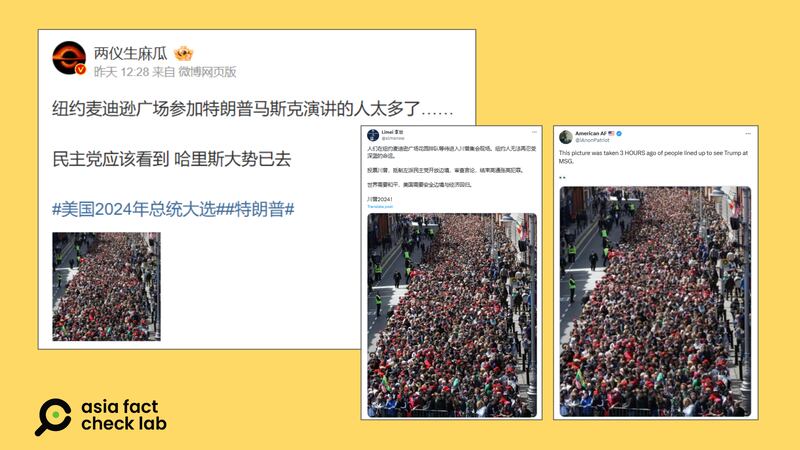 两仪生麻瓜
昨天 12:28 来自 微博网页版
纽约麦迪逊广场参加特朗普马斯克演讲的人太多了……
民主党应该看到 哈里斯大势已去
#美国2024年总统大选##特朗普#
人们在纽约麦迪逊广场花园排队等待进入川普集会现场。纽约人无法再忍受
深蓝的命运。
投票川普，抵制左派民主党开放边境，审查言论，结束高通胀高犯罪。
世界需要和平，美国需要安全边境与经济回归。
川普2024！
Translate post
American AF
@iAnonPatriot
This picture was taken 3 HOURS ago of people lined up to see Trump at
MSG.
asia fact
check lab